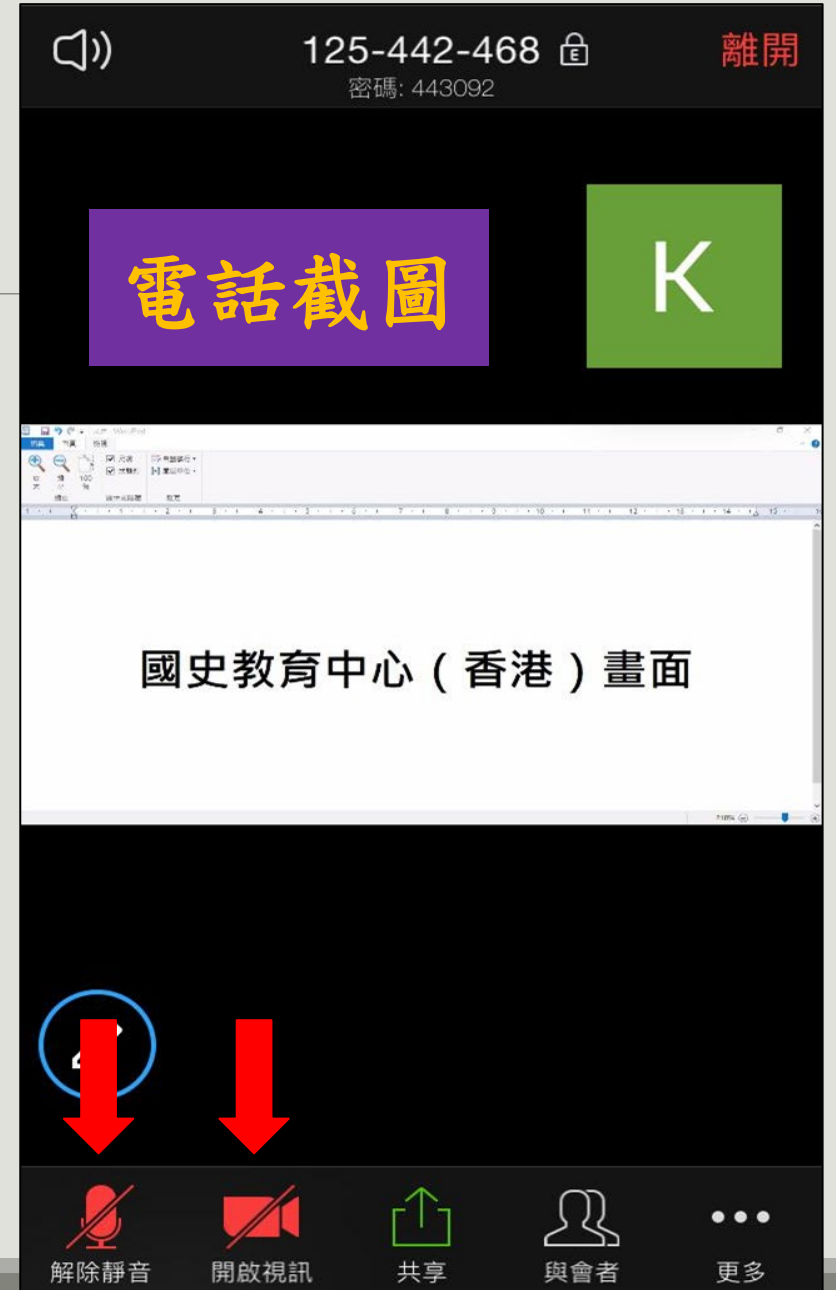 125-442-468
離開
密碼: 443092
電話截圖
K
國史教育中心（香港）畫面
解除靜音
開啟視訊
共享
與會者
更多